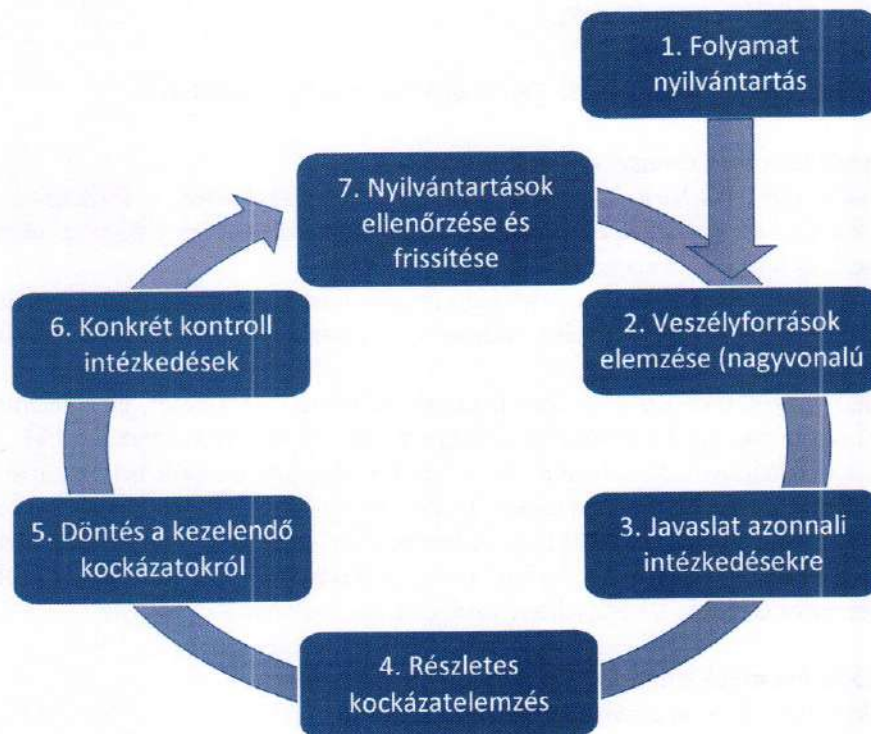 1. Folyamat
nyilvántartás
7. Nyilvántartások
ellenőrzése és
frissítése
2. Veszélyforrások
elemzése (nagyvonalú
3. Javaslat azonnali
intézkedésekre
4. Részletes
kockázatelemzés
5. Döntés a kezelendő
kockázatokról
6. Konkrét kontroll
intézkedések